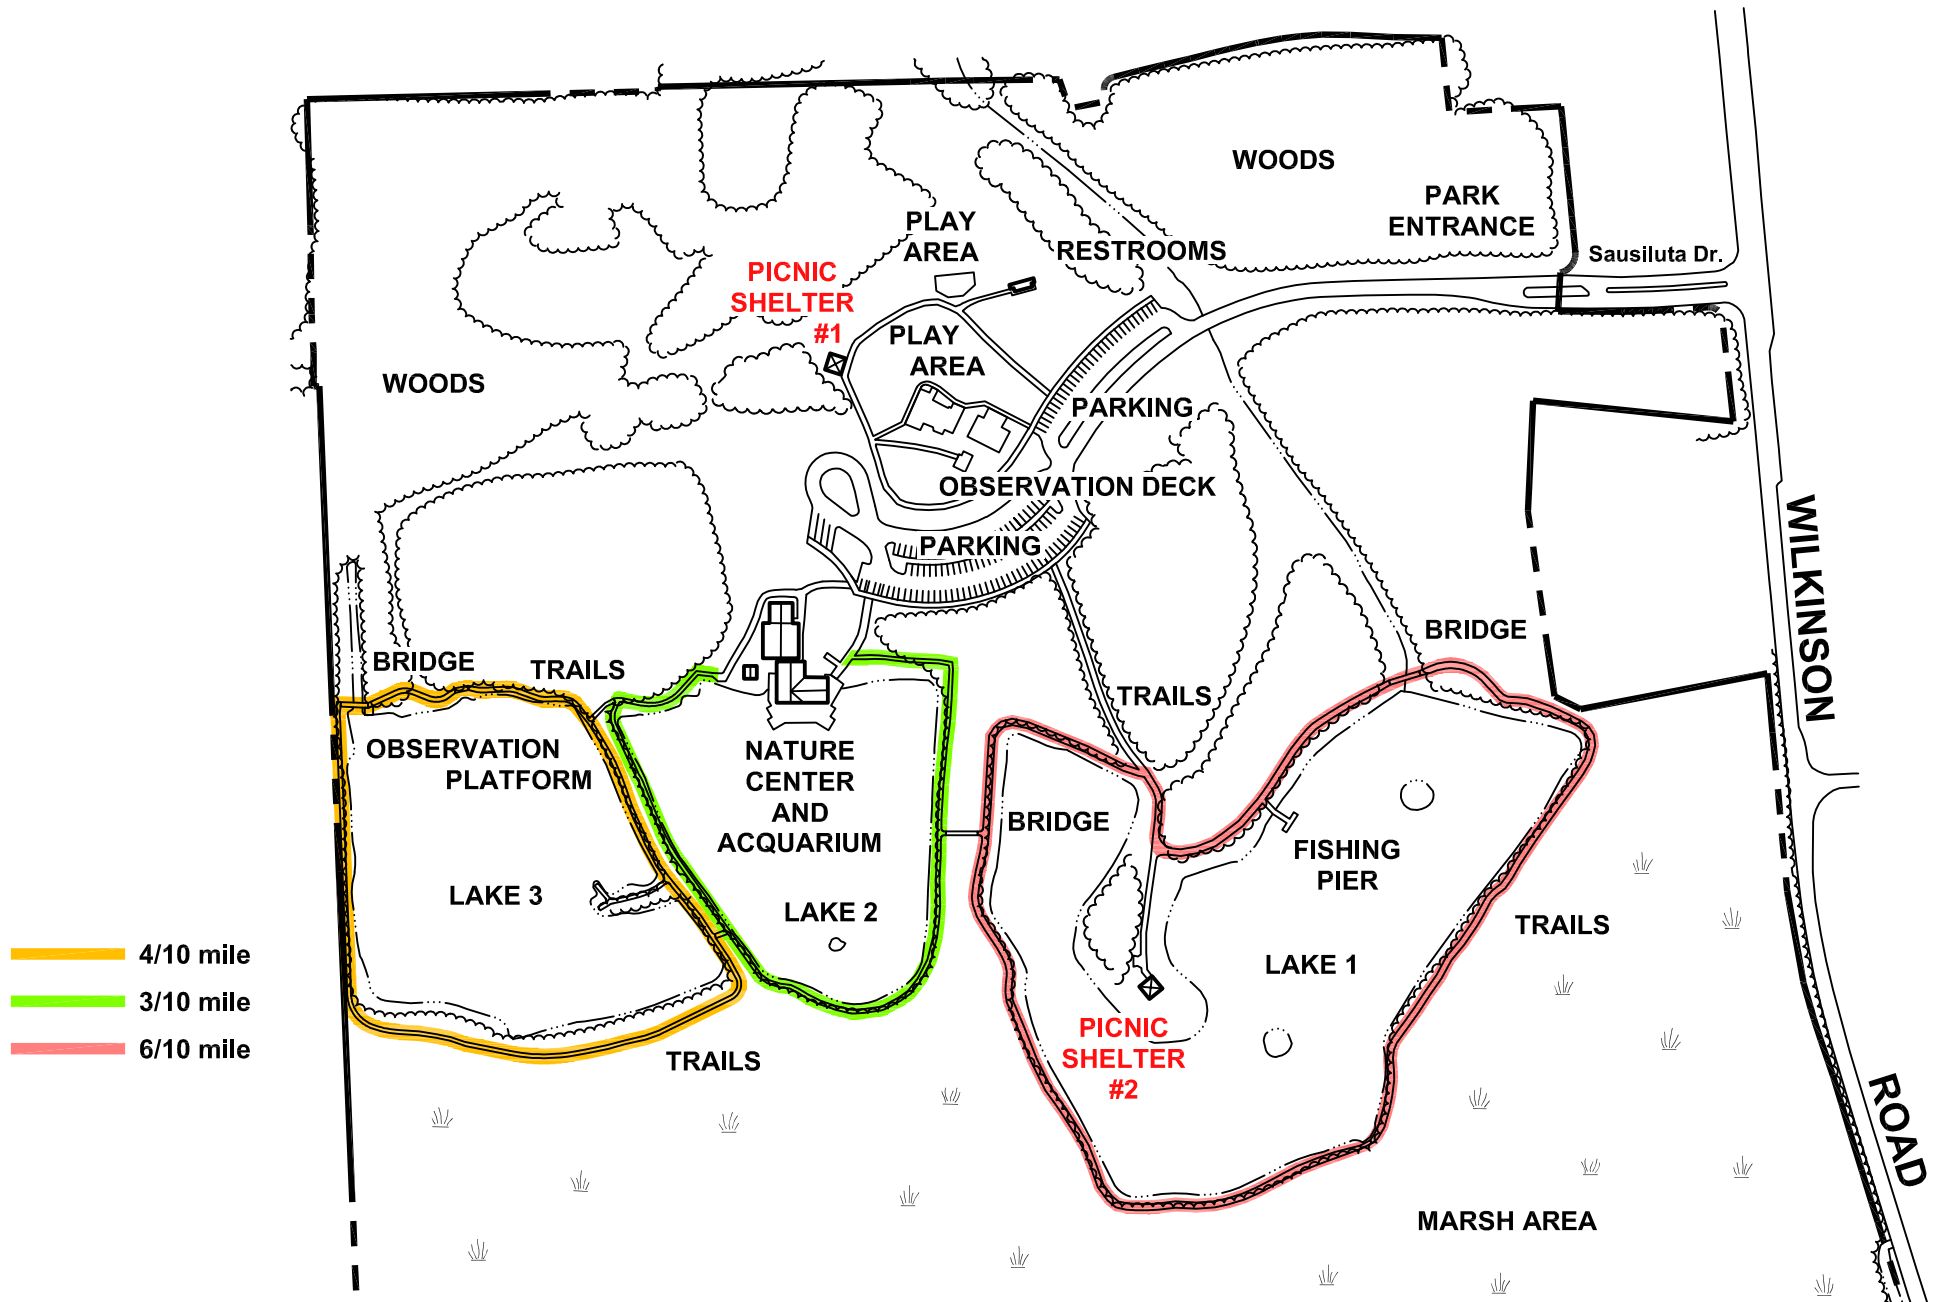 WOODS
PARK
ENTRANCE
PLAY
AREA
RESTROOMS
Sausiluta Dr.
PICNIC
SHELTER
#1
PLAY
AREA
WOODS
PARKING
OBSERVATION DECK
PARKING
WILKINSON
ROAD
BRIDGE
BRIDGE
TRAILS
TRAILS
OBSERVATION
PLATFORM
NATURE
CENTER
AND
ACQUARIUM
BRIDGE
FISHING
PIER
LAKE 3
LAKE 2
TRAILS
LAKE 1
4/10 mile
3/10 mile
6/10 mile
PICNIC
SHELTER
#2
TRAILS
MARSH AREA